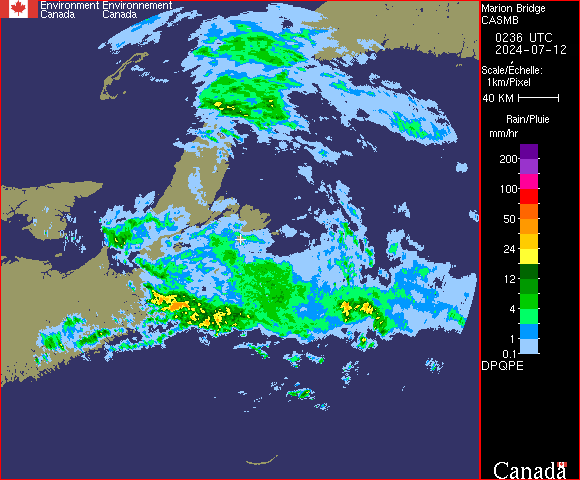 Environment Environnement
Canada Canada
Marion Bridge
CASMB
0236 UTC
2024-07-12
Scale/Echelle:
1km/Pixel
40 KM
Rain/Pluie
mm/hr
200
100
50
24
12
4
1
0.1
DPQPE
Canada